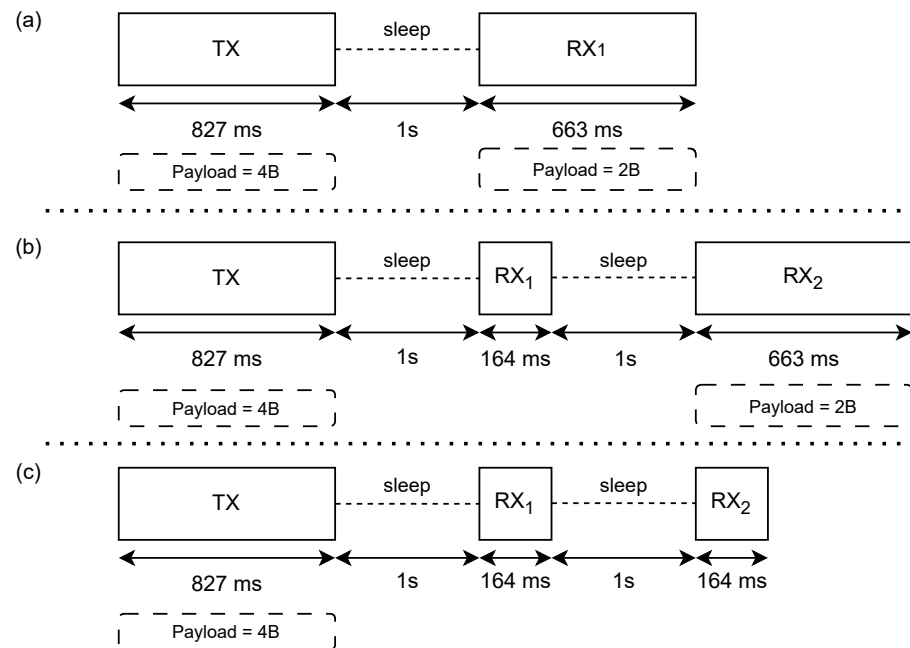 (a)
TX
sleep
RX1
827 ms
1s
663 ms
Payload = 4B
Payload = 2B
(b)
TX
sleep
RX1
sleep
RX2
827 ms
1s
164 ms
1s
663 ms
Payload = 4B
Payload = 2B
(c)
TX
sleep
RX1
sleep
RX2
827 ms
1s
164 ms
1s
164 ms
Payload = 4B